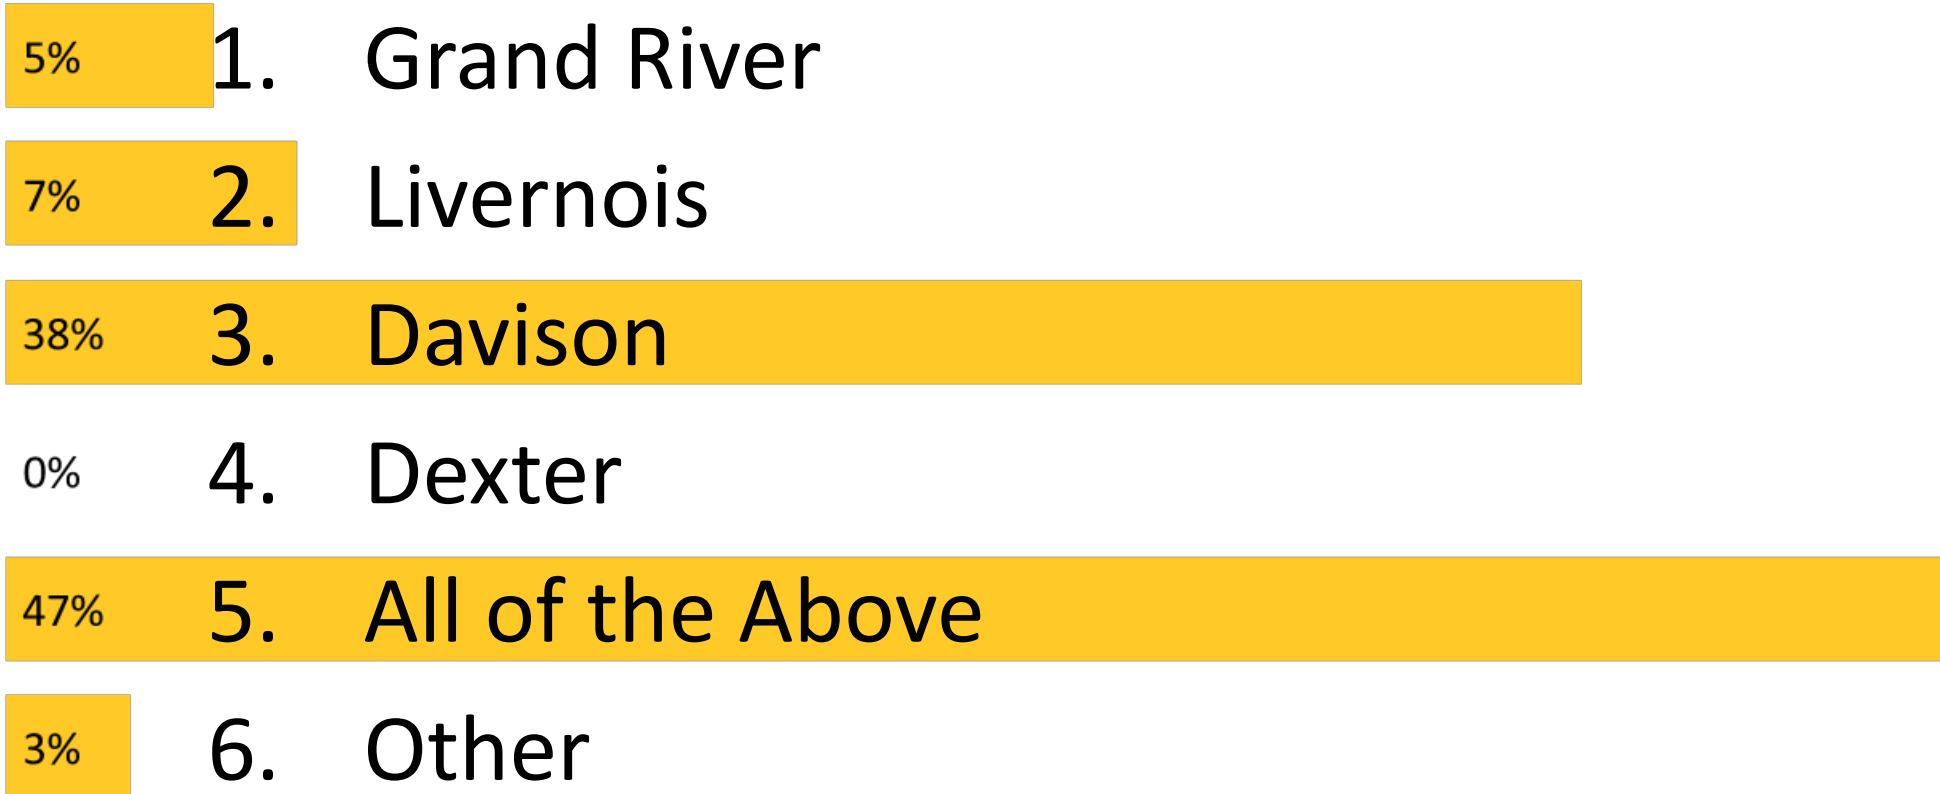 5% 1. Grand River
7% 2. Livernois
38% 3. Davison
0% 4. Dexter
47% 5. All of the Above
3% 6. Other